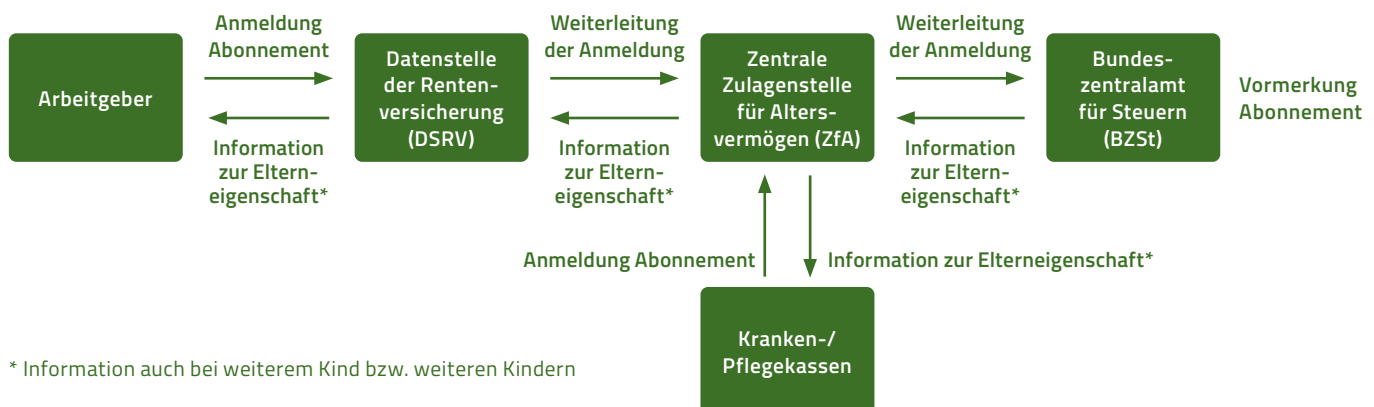 Anmeldung
Abonnement
Weiterleitung
der Anmeldung
Weiterleitung
der Anmeldung
Arbeitgeber
Datenstelle
der Renten-
versicherung
(DSRV)
Zentrale
Zulagenstelle
für Alters-
vermögen (ZfA)
Bundes-
zentralamt
für Steuern
(BZSt)
Vormerkung
Abonnement
Information
zur Eltern-
eigenschaft*
Information
zur Eltern-
eigenschaft*
Information
zur Eltern-
eigenschaft*
Anmeldung Abonnement
Information zur Elterneigenschaft*
Kranken-/
Pflegekassen
* Information auch bei weiterem Kind bzw. weiteren Kindern